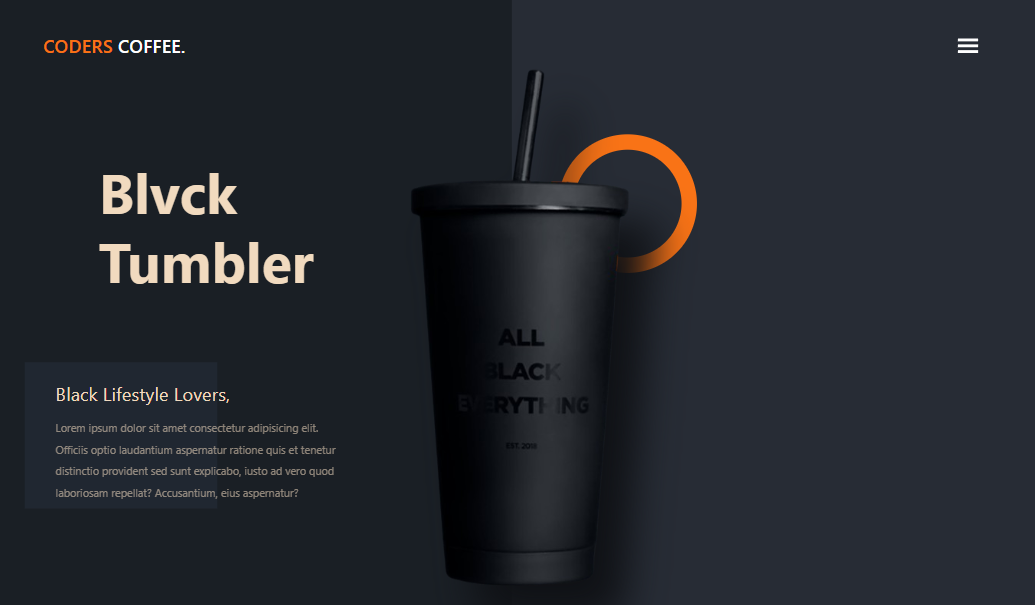 CODERS COFFEE.
Blvck
Tumbler
Black Lifestyle Lovers,
Lorem ipsum dolor sit amet consectetur adipisicing elit.
Officiis optio laudantium aspernatur ratione quis et tenetur
distinctio provident sed sunt explicabo, iusto ad vero quod
laboriosam repellat? Accusantium, eius aspernatur?
ALL
BLACK
EVERYTHING
EST. 2018